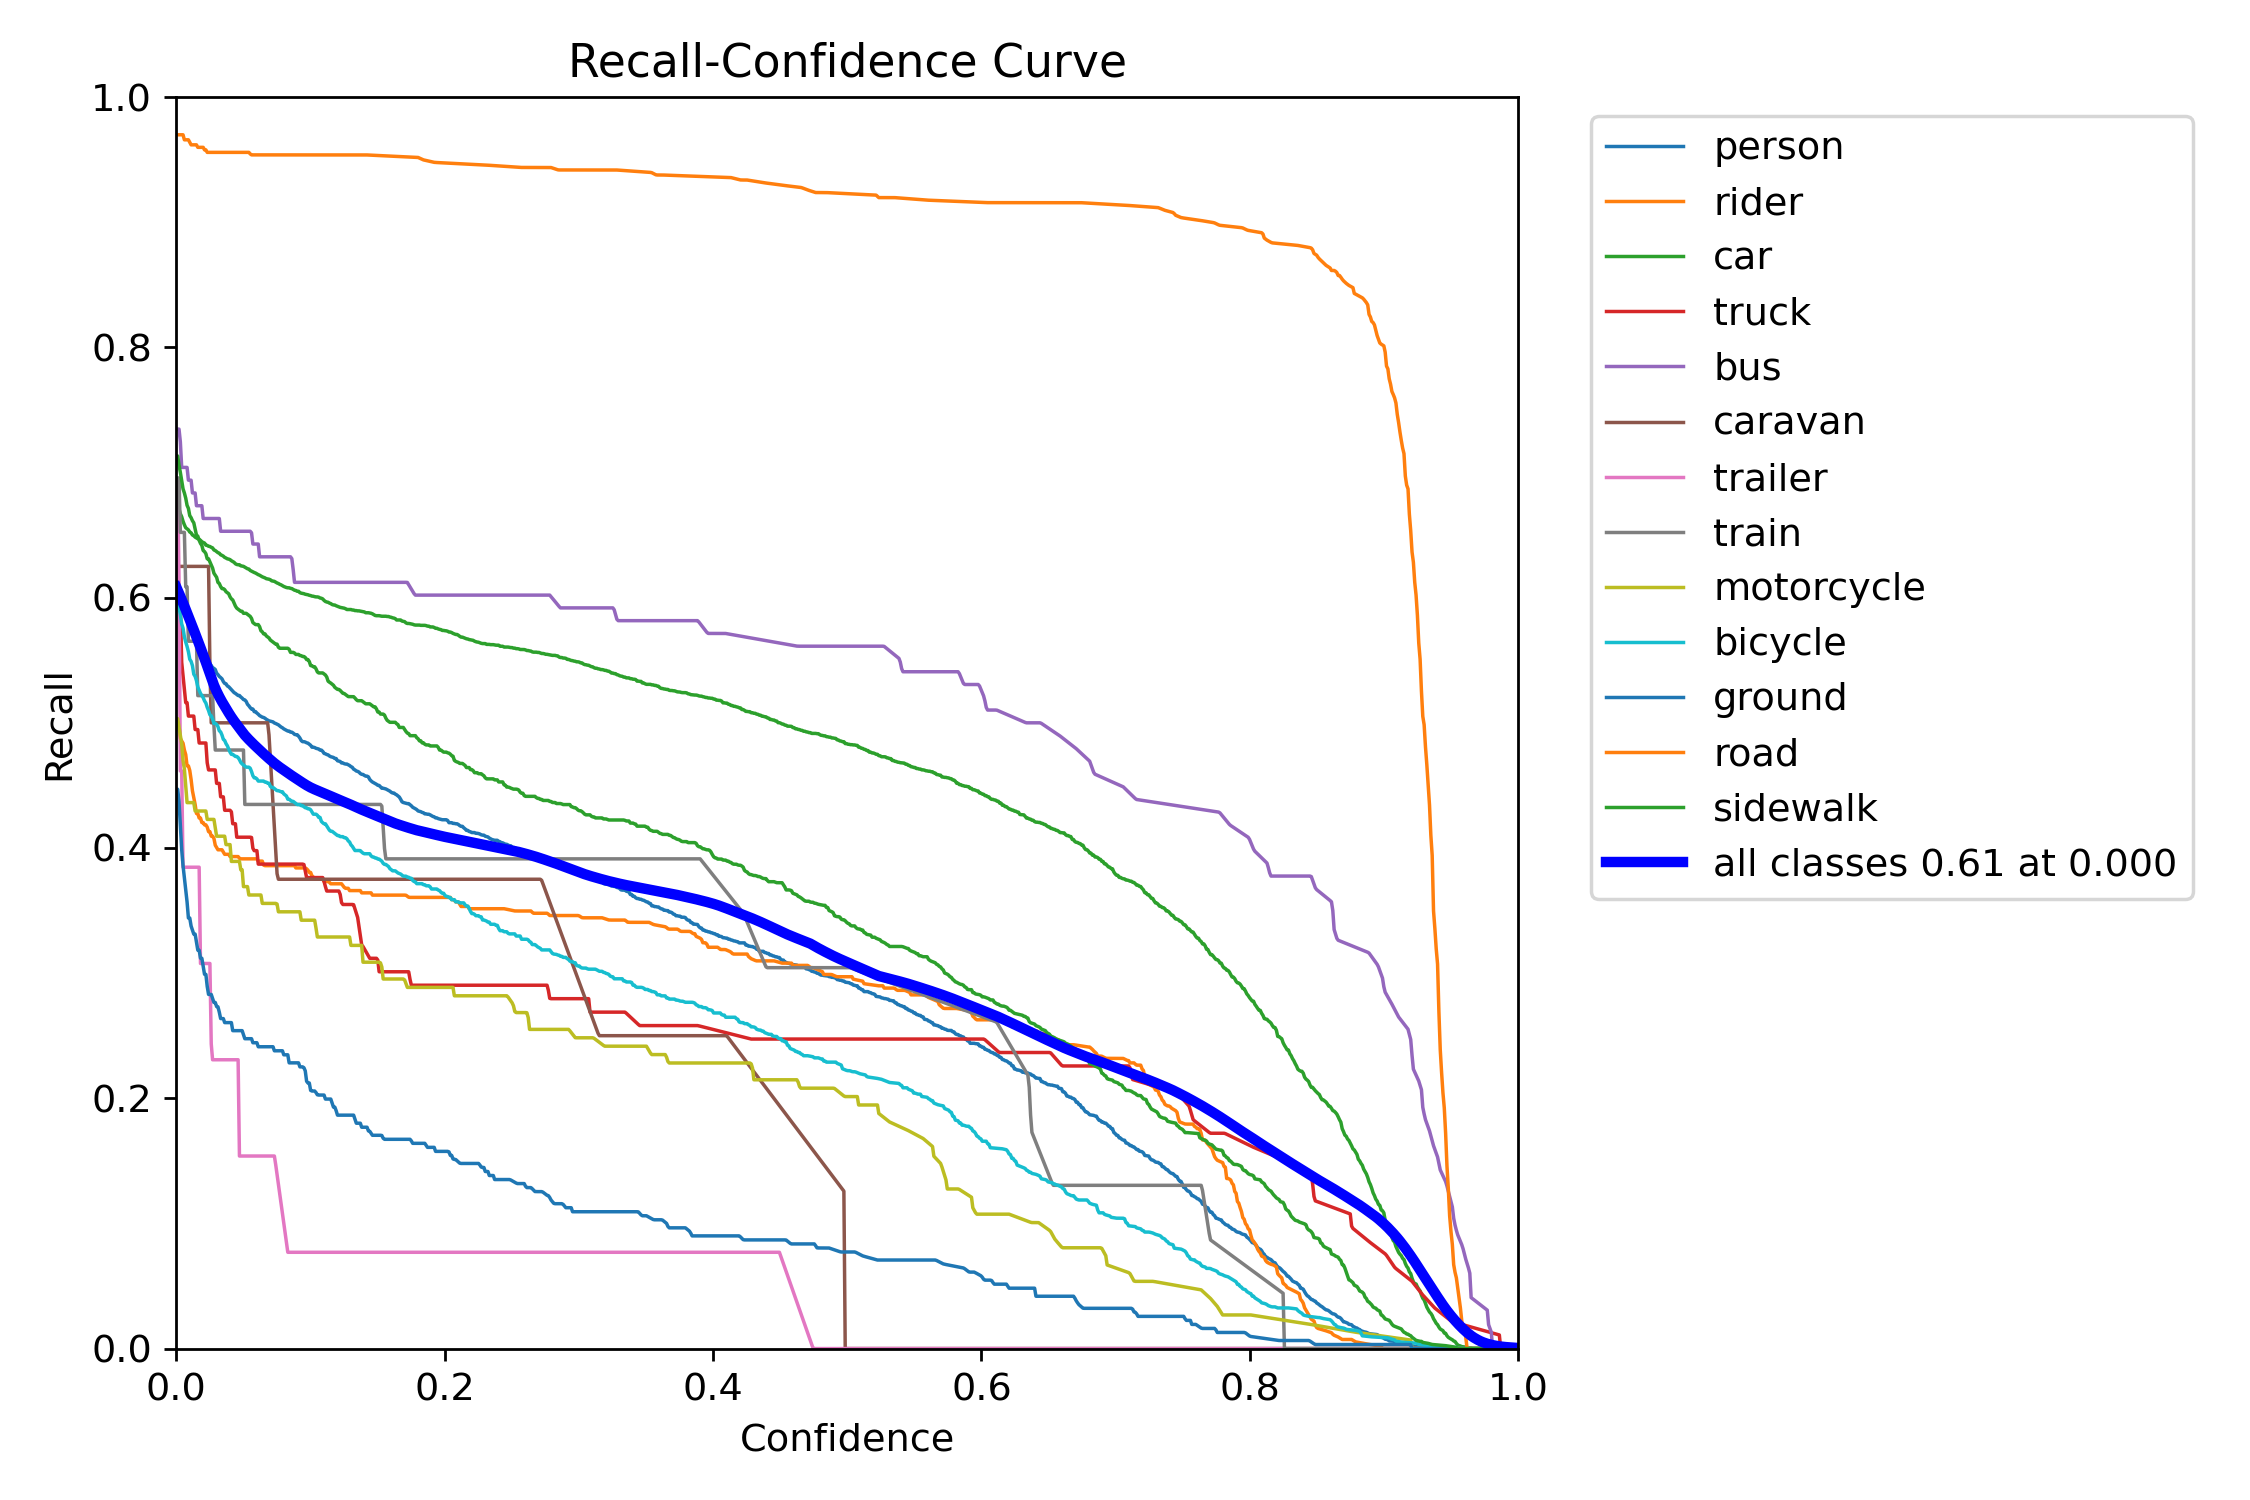 Recall-Confidence Curve
1.0
0.8
0.6
0.4
0.2
0.0
Recall
0.0 0.2 0.4 0.6 0.8 1.0
Confidence
person
rider
car
truck
bus
caravan
trailer
train
motorcycle
bicycle
ground
road
sidewalk
all classes 0.61 at 0.000